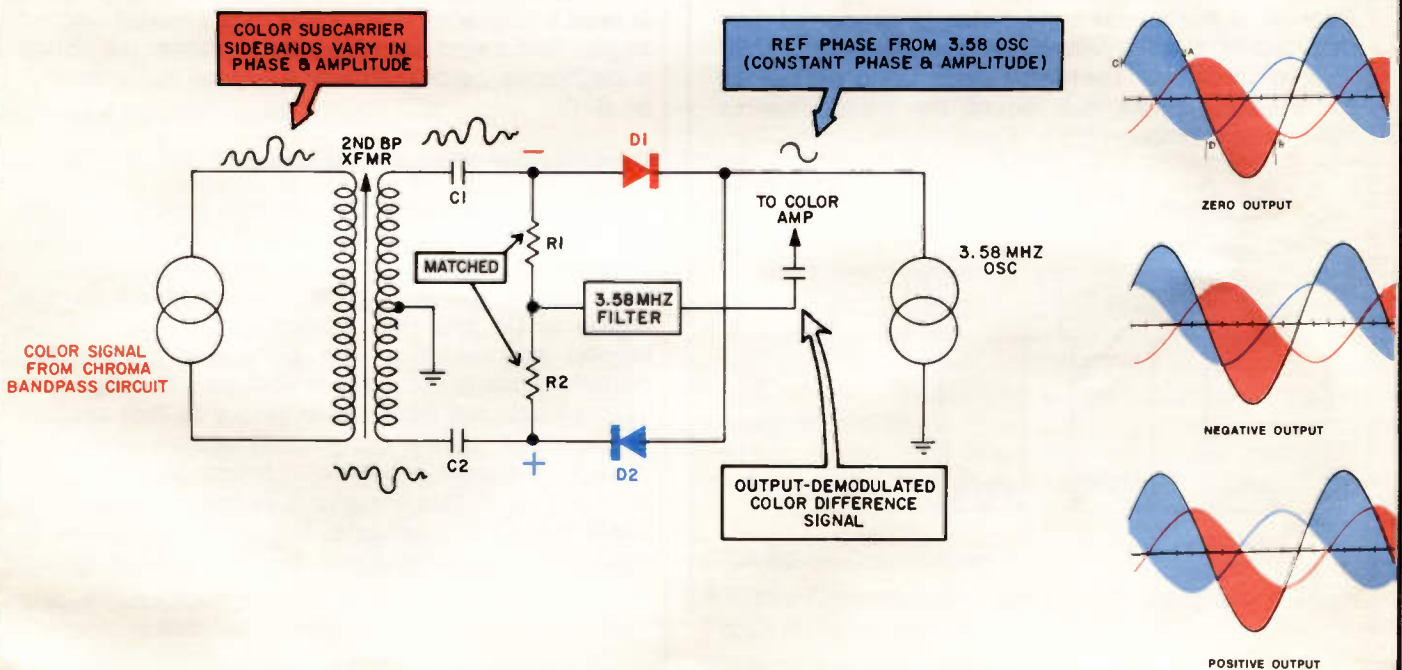 COLOR SUBCARRIER
SIDEBANDS VARY IN
PHASE & AMPLITUDE
REF PHASE FROM 3.58 OSC
(CONSTANT PHASE & AMPLITUDE)
2ND BP
XFMR
C1
−
D1
R1
MATCHED
3.58MHZ
FILTER
TO COLOR
AMP
3.58 MHZ
OSC
COLOR SIGNAL
FROM CHROMA
BANDPASS CIRCUIT
R2
C2
+
D2
OUTPUT-DEMODULATED
COLOR DIFFERENCE
SIGNAL
C
A
D
B
ZERO OUTPUT
NEGATIVE OUTPUT
POSITIVE OUTPUT